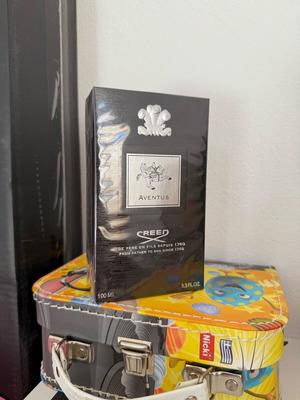 AVENTUS
CREED
DE PERE EN FILS DEPUIS 1760
FROM FATHER TO SON SINCE 1760
100 ML
3.3 FL.OZ.
Nicki